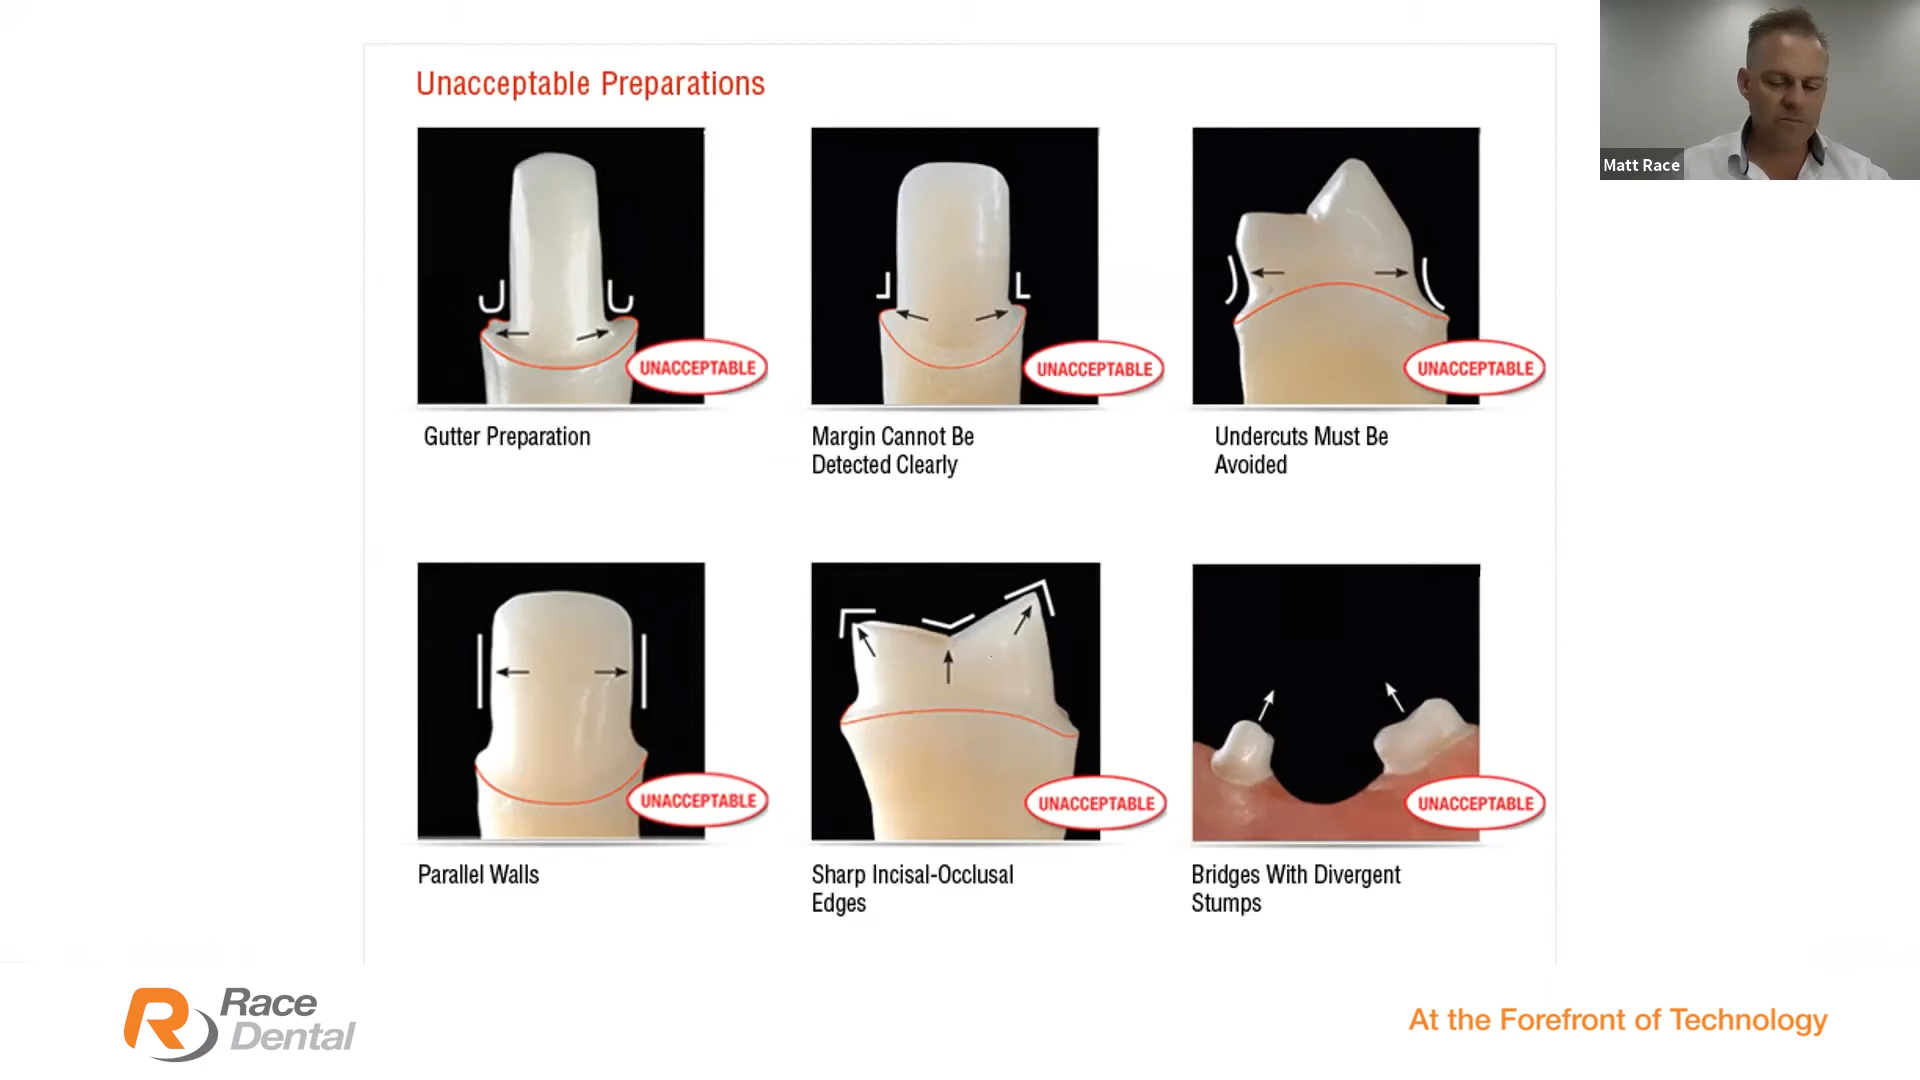 Unacceptable Preparations
Matt Race
UNACCEPTABLE
UNACCEPTABLE
UNACCEPTABLE
Gutter Preparation
Margin Cannot Be
Detected Clearly
Undercuts Must Be
Avoided
UNACCEPTABLE
UNACCEPTABLE
UNACCEPTABLE
Parallel Walls
Sharp Incisal-Occlusal
Edges
Bridges With Divergent
Stumps
R Race
Dental
At the Forefront of Technology